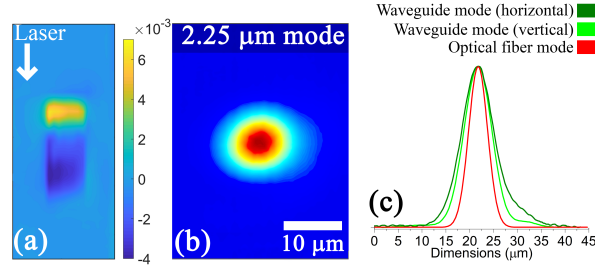 Laser
(a)
×10⁻³
6
4
2
0
-2
-4
2.25 μm mode
(b)
10 μm
Waveguide mode (horizontal)
Waveguide mode (vertical)
Optical fiber mode
(c)
0 5 10 15 20 25 30 35 40 45
Dimensions (μm)